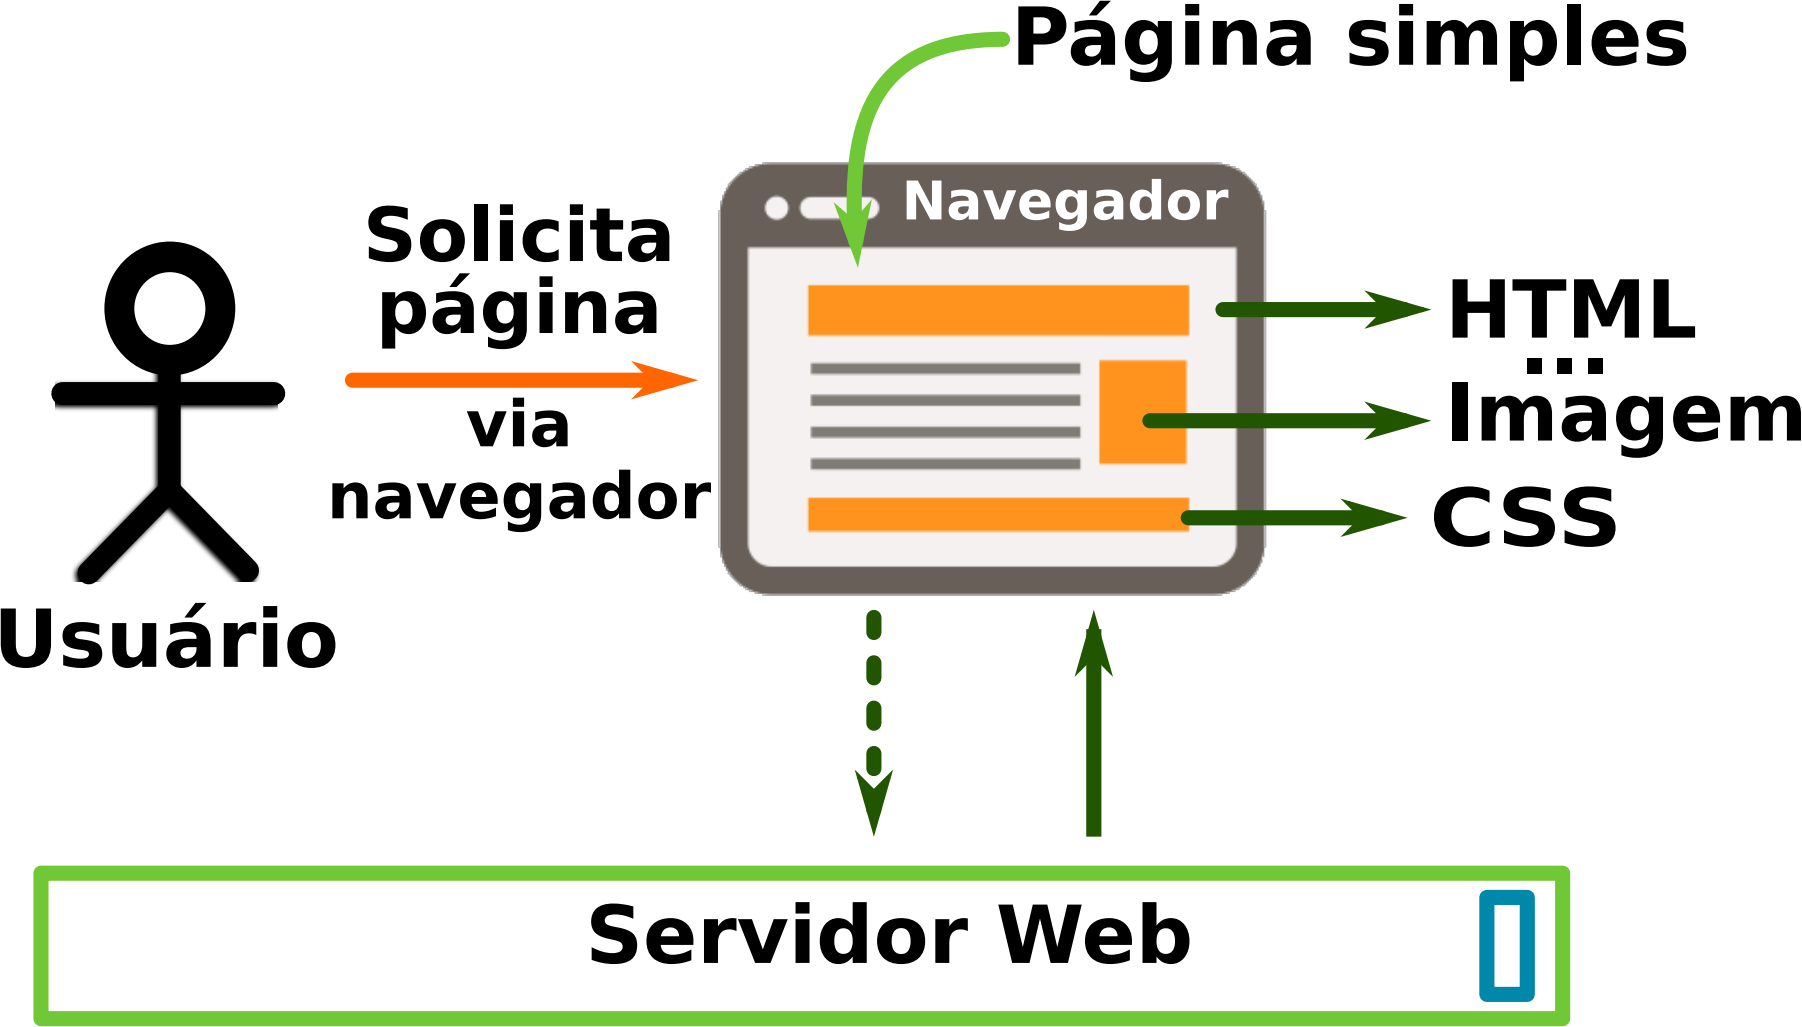 Página simples
Navegador
Solicita
página
via
navegador
HTML
...
Imagem
CSS
Usuário
Servidor Web